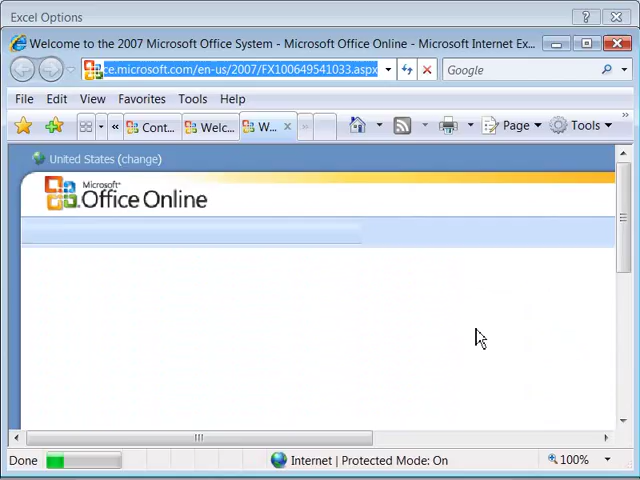 Excel Options
Welcome to the 2007 Microsoft Office System - Microsoft Office Online - Microsoft Internet Ex...
ce.microsoft.com/en-us/2007/FX100649541033.aspx
Google
File Edit View Favorites Tools Help
Cont... Welc... W... Page Tools
United States (change)
Microsoft®
Office Online
Done Internet | Protected Mode: On 100%